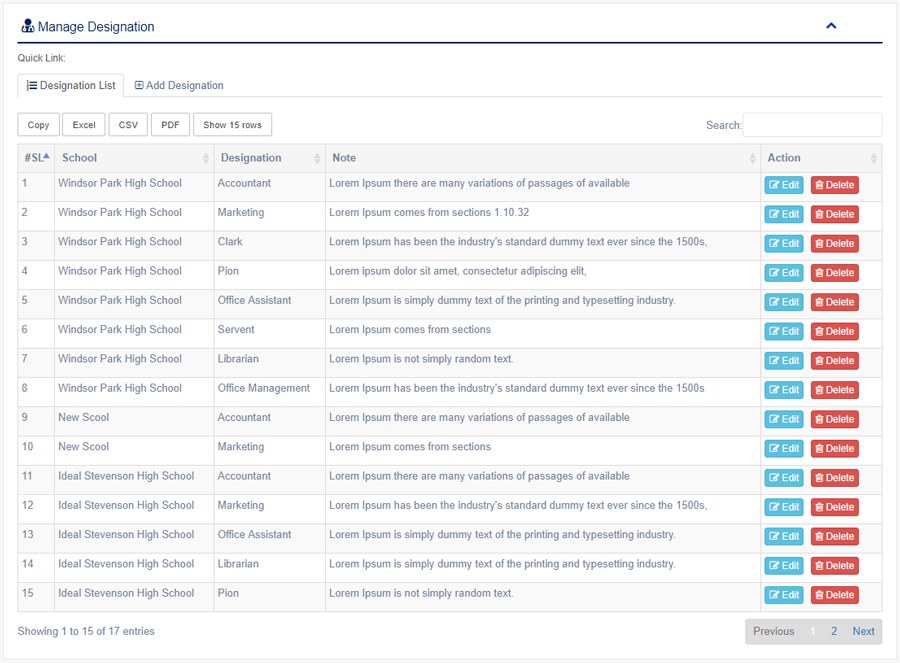 Manage Designation
Quick Link:
Designation List Add Designation
Copy Excel CSV PDF Show 15 rows Search:
#SL School Designation Note Action
1 Windsor Park High School Accountant Lorem Ipsum there are many variations of passages of available Edit Delete
2 Windsor Park High School Marketing Lorem Ipsum comes from sections 1.10.32 Edit Delete
3 Windsor Park High School Clark Lorem Ipsum has been the industry's standard dummy text ever since the 1500s, Edit Delete
4 Windsor Park High School Pion Lorem ipsum dolor sit amet, consectetur adipiscing elit, Edit Delete
5 Windsor Park High School Office Assistant Lorem Ipsum is simply dummy text of the printing and typesetting industry. Edit Delete
6 Windsor Park High School Servent Lorem Ipsum comes from sections Edit Delete
7 Windsor Park High School Librarian Lorem Ipsum is not simply random text. Edit Delete
8 Windsor Park High School Office Management Lorem Ipsum has been the industry's standard dummy text ever since the 1500s Edit Delete
9 New Scool Accountant Lorem Ipsum there are many variations of passages of available Edit Delete
10 New Scool Marketing Lorem Ipsum comes from sections Edit Delete
11 Ideal Stevenson High School Accountant Lorem Ipsum there are many variations of passages of available Edit Delete
12 Ideal Stevenson High School Marketing Lorem Ipsum has been the industry's standard dummy text ever since the 1500s, Edit Delete
13 Ideal Stevenson High School Office Assistant Lorem Ipsum is simply dummy text of the printing and typesetting industry. Edit Delete
14 Ideal Stevenson High School Librarian Lorem Ipsum is simply dummy text of the printing and typesetting industry. Edit Delete
15 Ideal Stevenson High School Pion Lorem Ipsum is not simply random text. Edit Delete
Showing 1 to 15 of 17 entries Previous 1 2 Next